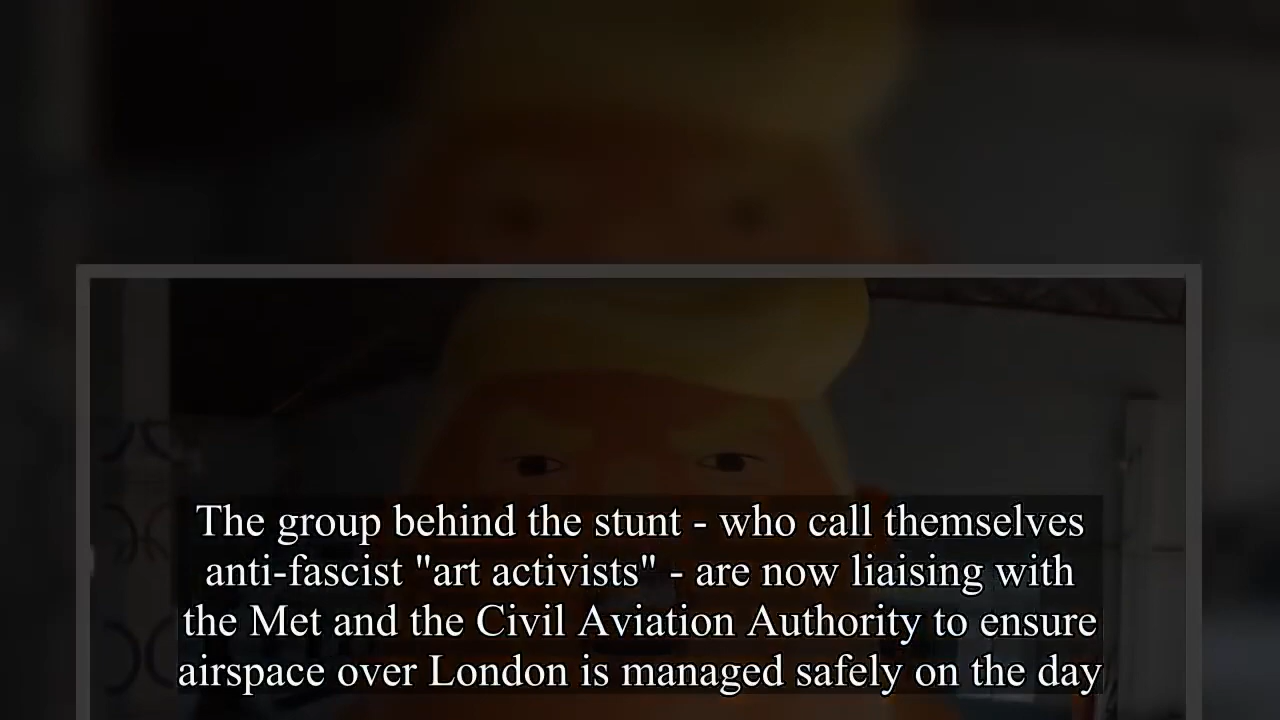 The group behind the stunt - who call themselves
anti-fascist "art activists" - are now liaising with
the Met and the Civil Aviation Authority to ensure
airspace over London is managed safely on the day